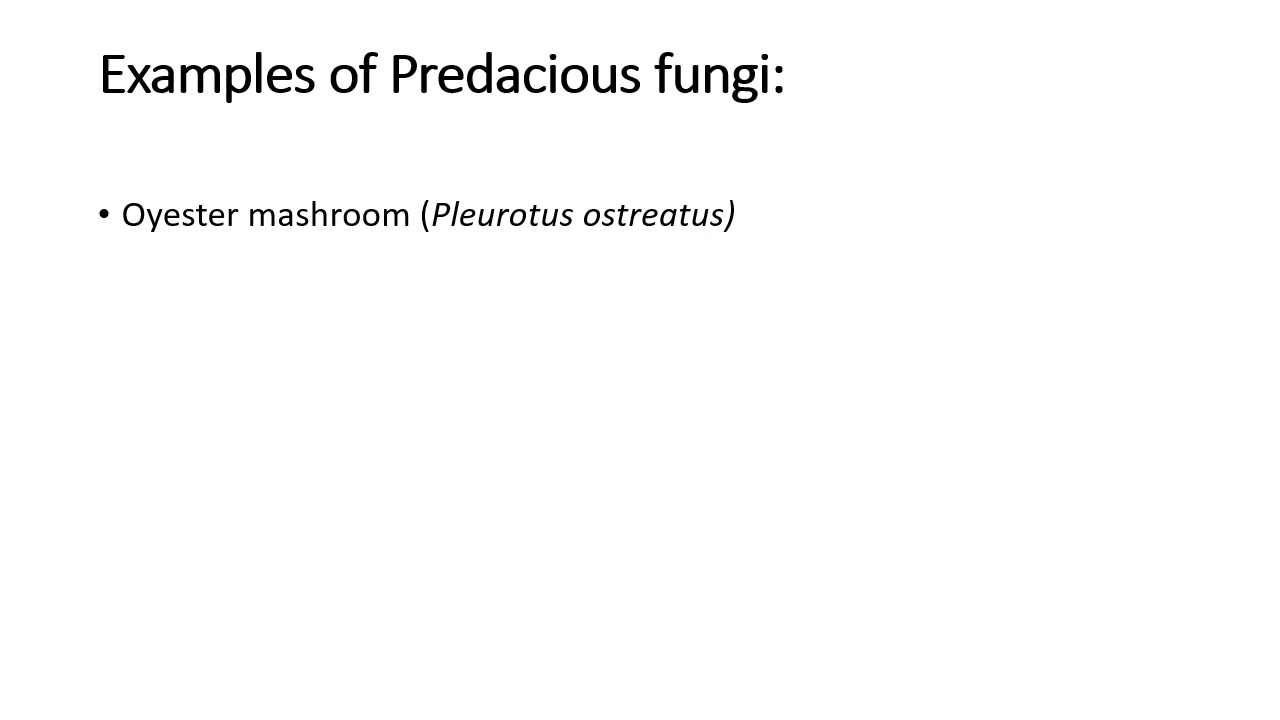 Examples of Predacious fungi:
• Oyester mashroom (Pleurotus ostreatus)